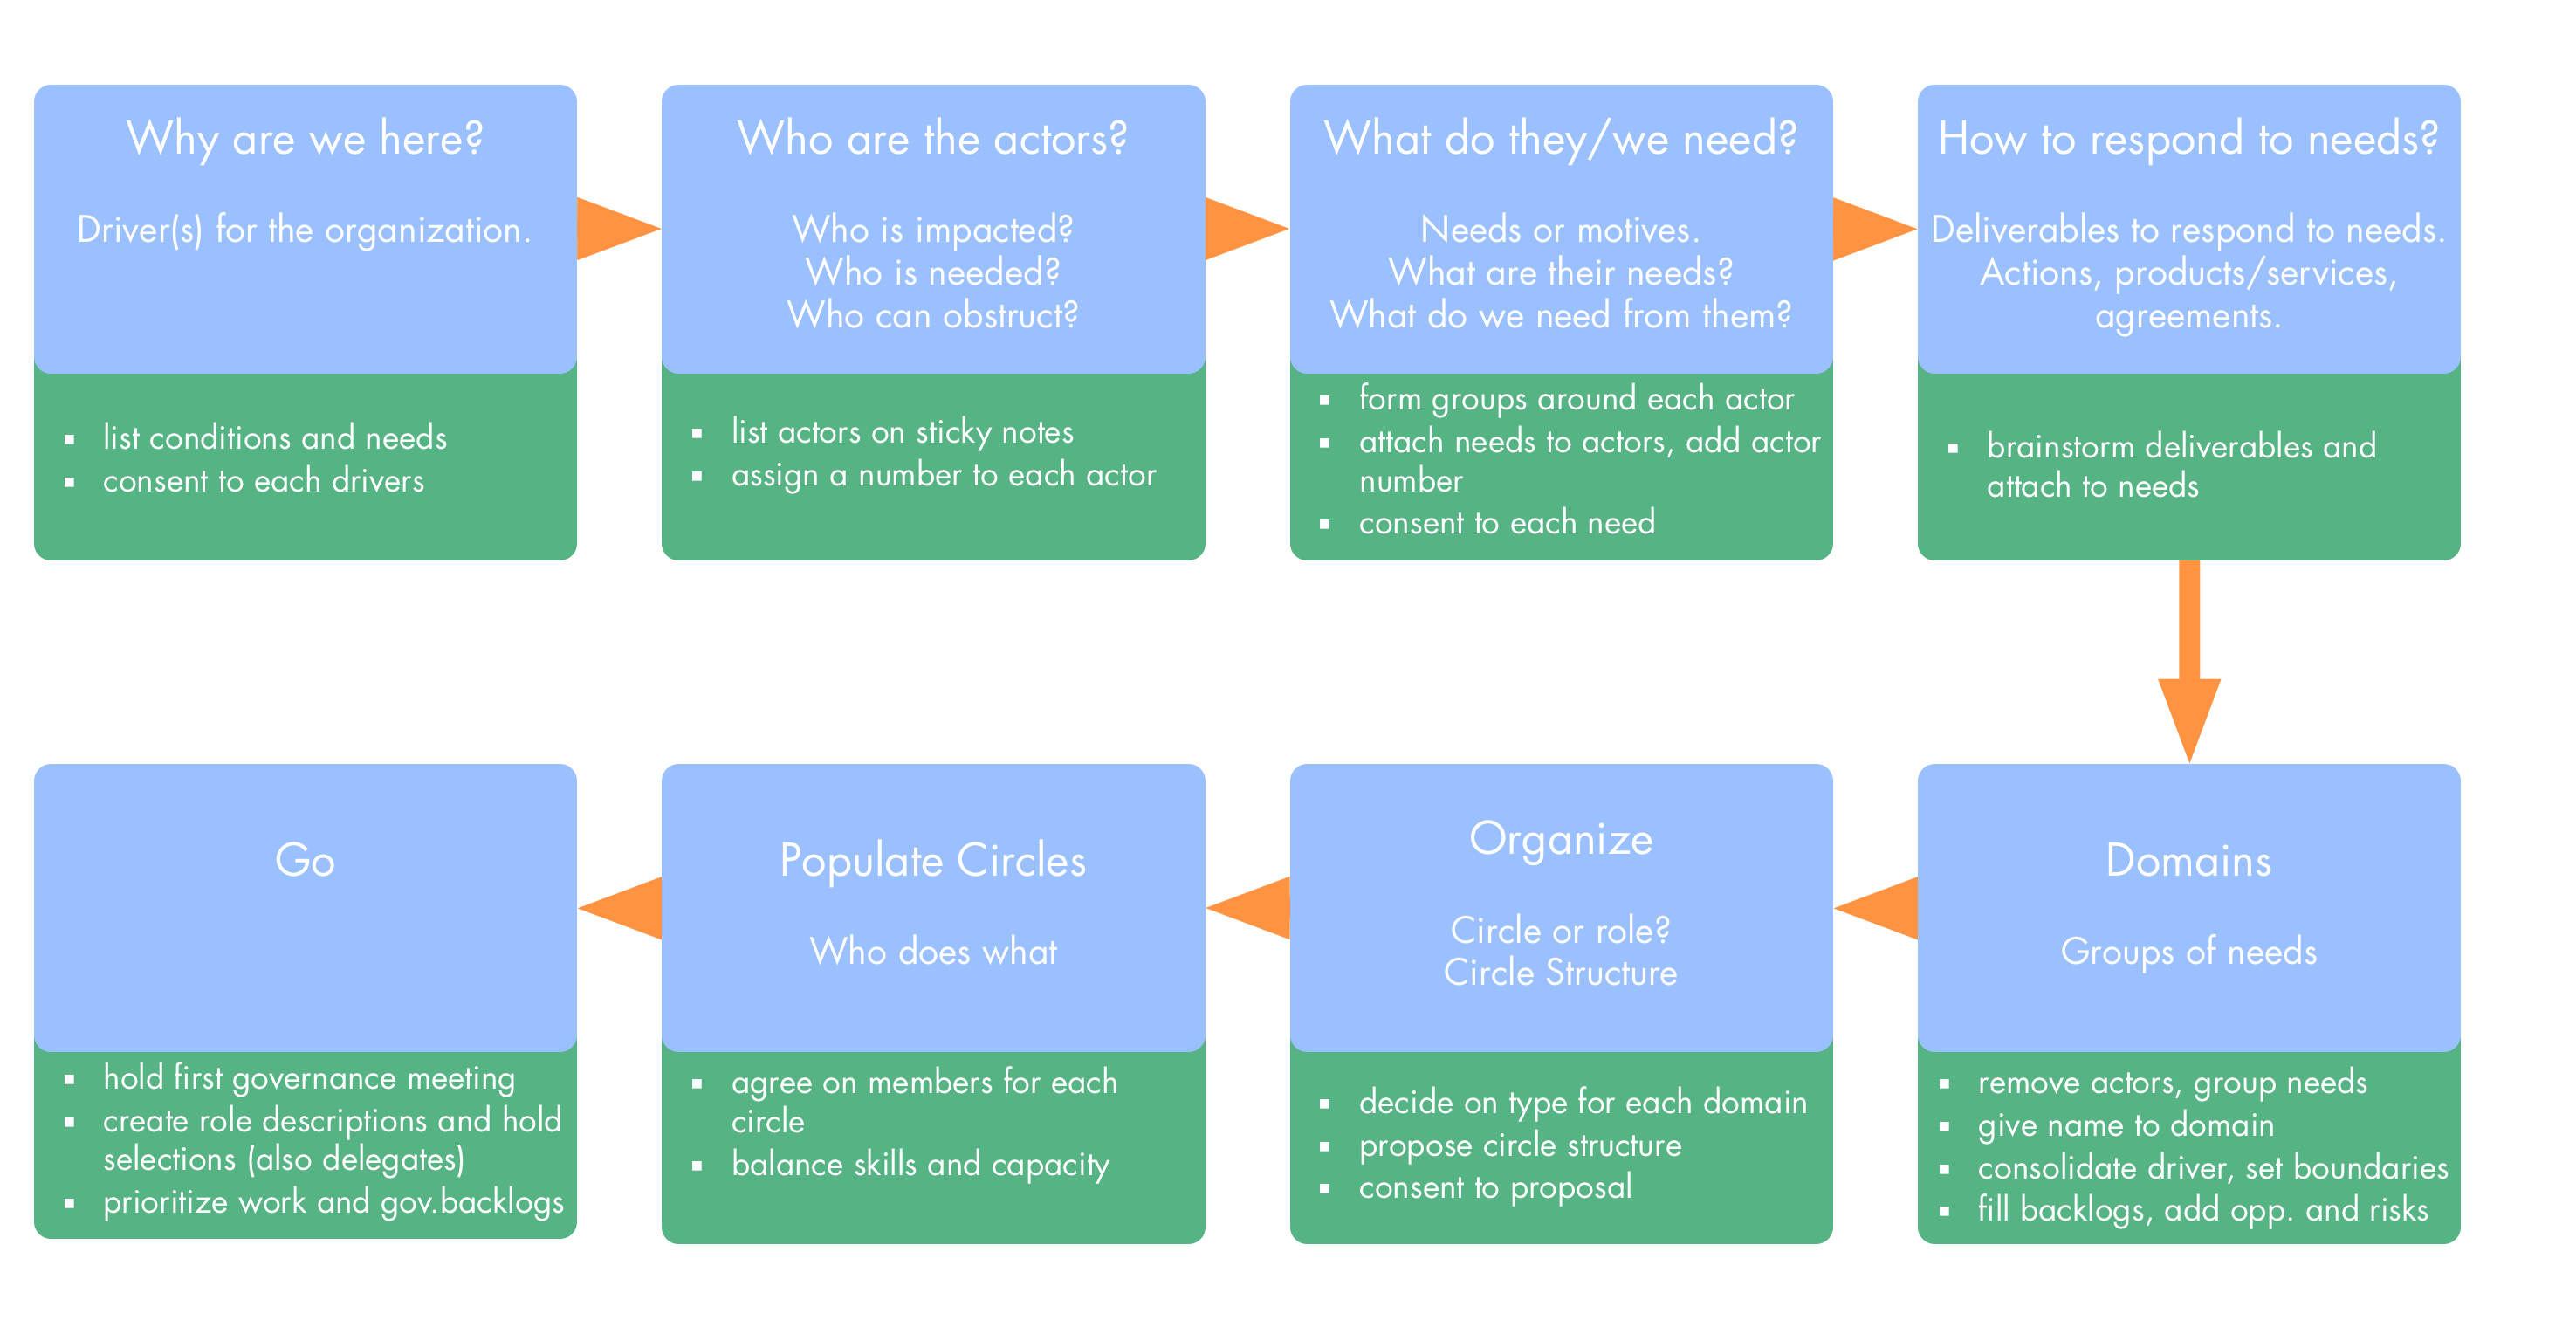 Why are we here?
Driver(s) for the organization.
▪ list conditions and needs
▪ consent to each drivers
Who are the actors?
Who is impacted?
Who is needed?
Who can obstruct?
▪ list actors on sticky notes
▪ assign a number to each actor
What do they/we need?
Needs or motives.
What are their needs?
What do we need from them?
▪ form groups around each actor
▪ attach needs to actors, add actor
number
▪ consent to each need
How to respond to needs?
Deliverables to respond to needs.
Actions, products/services,
agreements.
▪ brainstorm deliverables and
attach to needs
Domains
Groups of needs
▪ remove actors, group needs
▪ give name to domain
▪ consolidate driver, set boundaries
▪ fill backlogs, add opp. and risks
Organize
Circle or role?
Circle Structure
▪ decide on type for each domain
▪ propose circle structure
▪ consent to proposal
Populate Circles
Who does what
▪ agree on members for each
circle
▪ balance skills and capacity
Go
▪ hold first governance meeting
▪ create role descriptions and hold
selections (also delegates)
▪ prioritize work and gov.backlogs